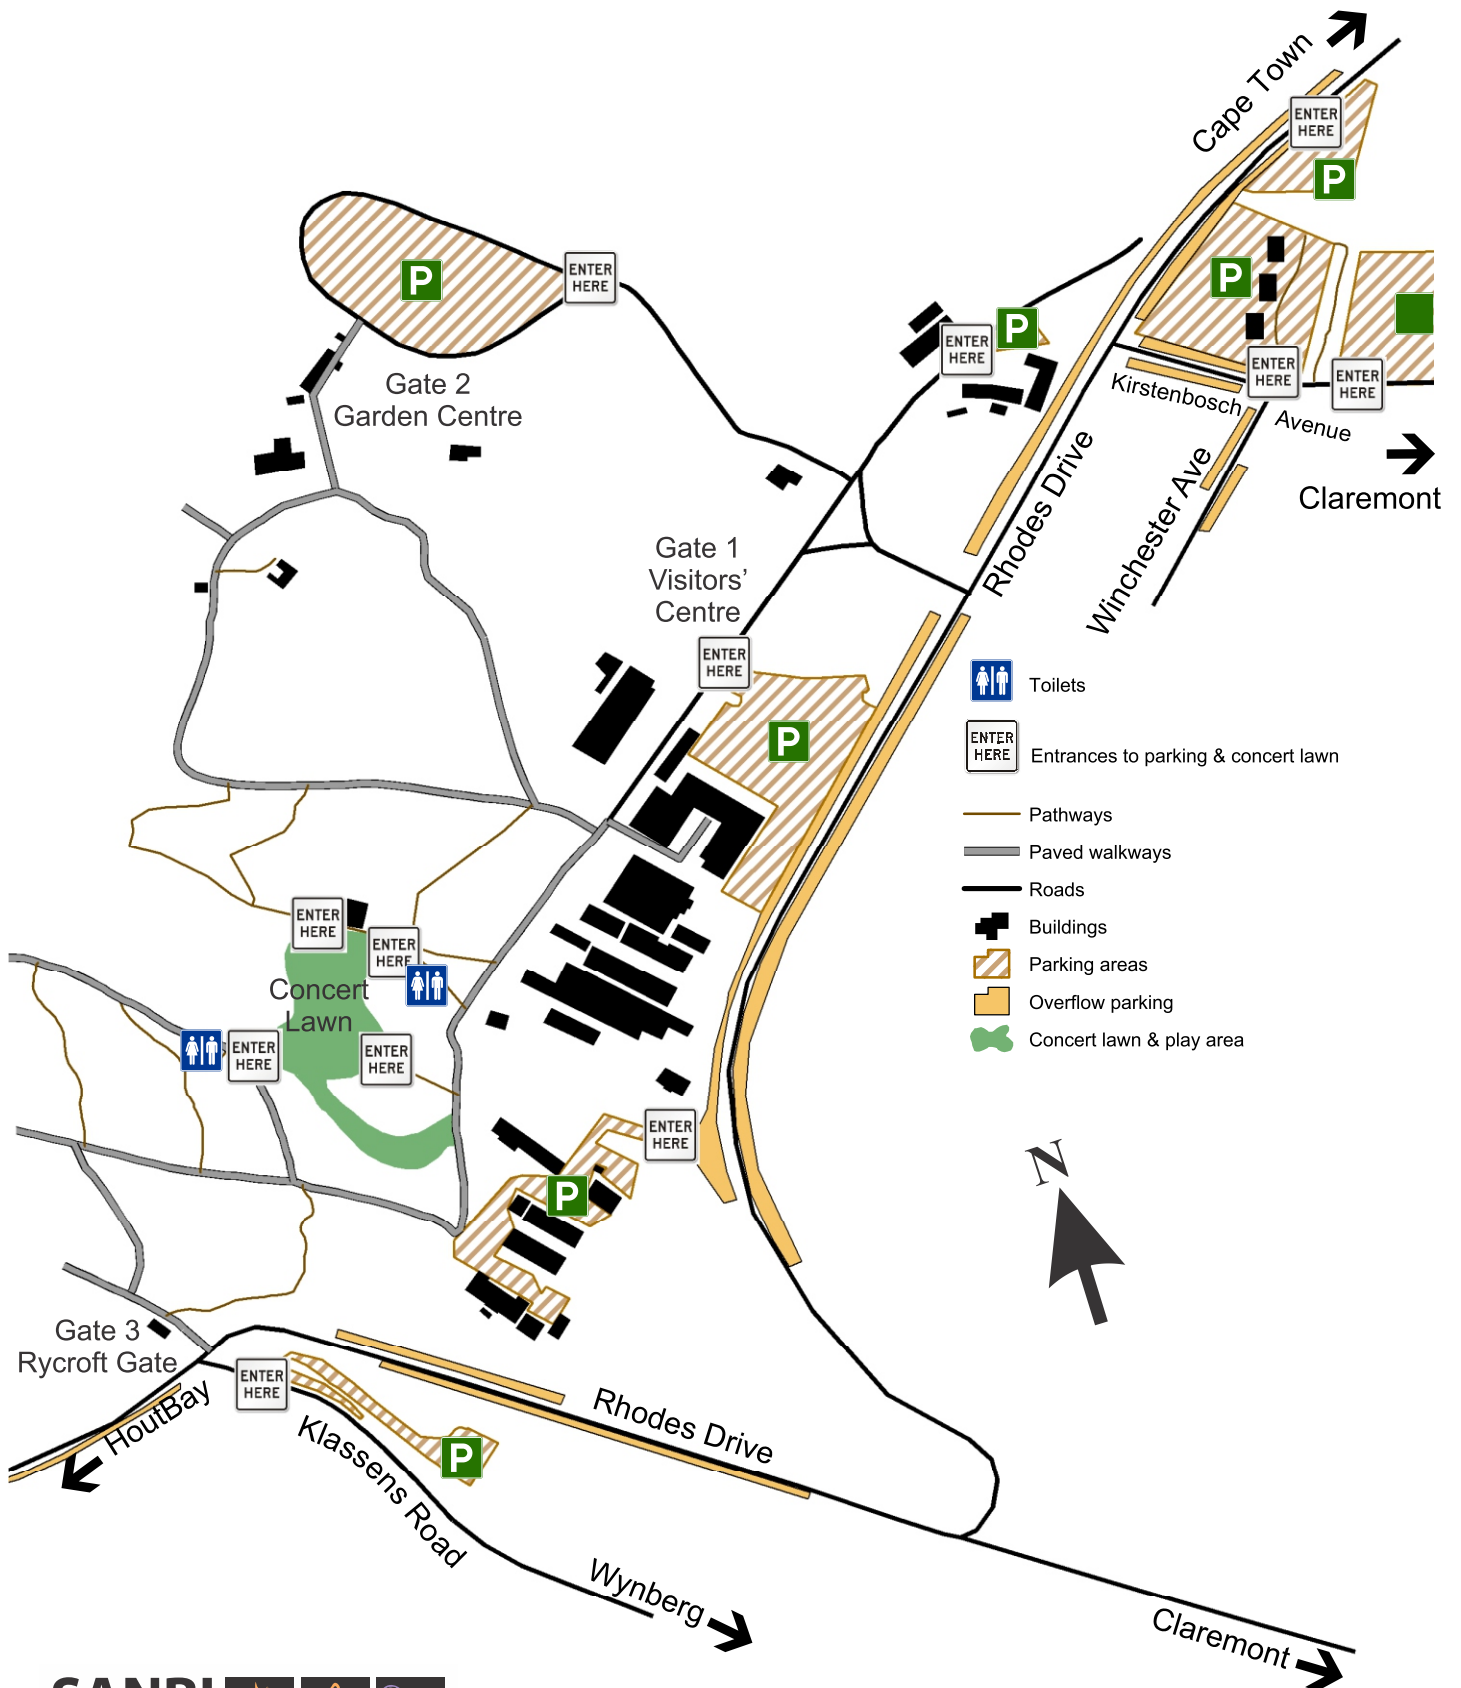 Cape Town
ENTER
HERE
P
P
ENTER
HERE
P
P
ENTER
HERE
ENTER
HERE
ENTER
HERE
Kirstenbosch
Avenue
Gate 2
Garden Centre
Claremont
Rhodes Drive
Winchester Ave
Gate 1
Visitors’
Centre
ENTER
HERE
P
Toilets
ENTER
HERE
Entrances to parking & concert lawn
Pathways
Paved walkways
Roads
Buildings
Parking areas
Overflow parking
Concert lawn & play area
ENTER
HERE
ENTER
HERE
Concert
Lawn
ENTER
HERE
ENTER
HERE
ENTER
HERE
P
N
Gate 3
Rycroft Gate
ENTER
HERE
HoutBay
P
Klassens Road
Rhodes Drive
Wynberg
Claremont
SANBI